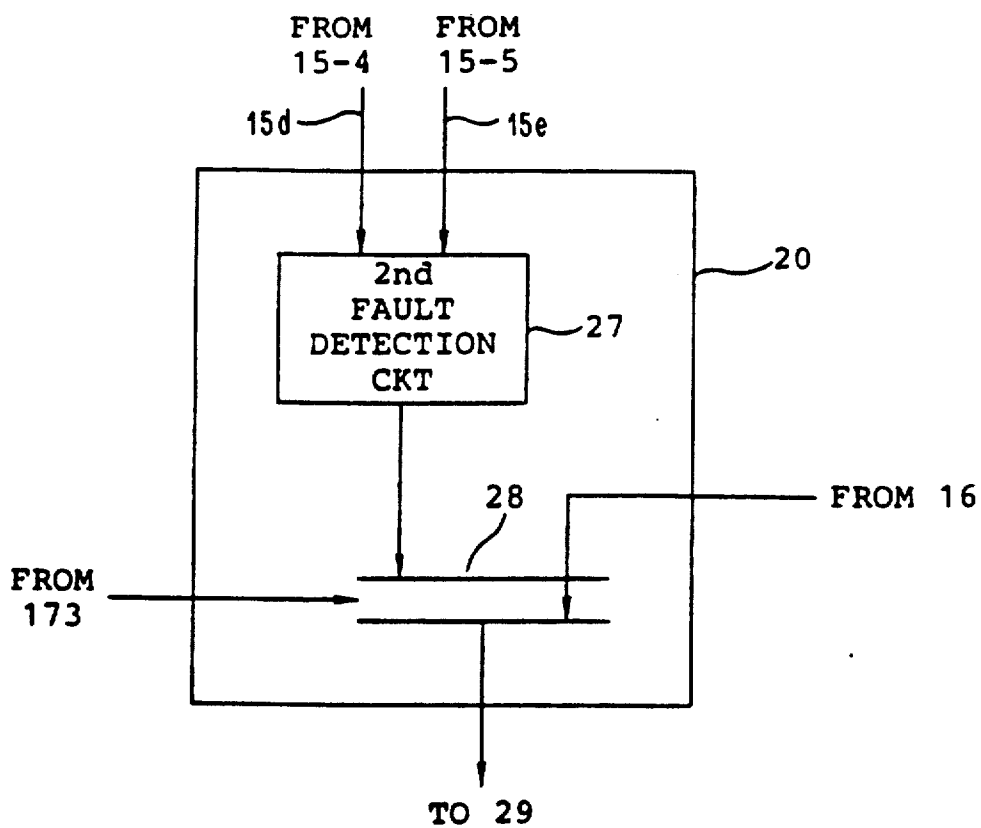 FROM
15-4
FROM
15-5
15d
15e
20
2nd
FAULT
DETECTION
CKT
27
28
FROM 16
FROM
173
TO 29